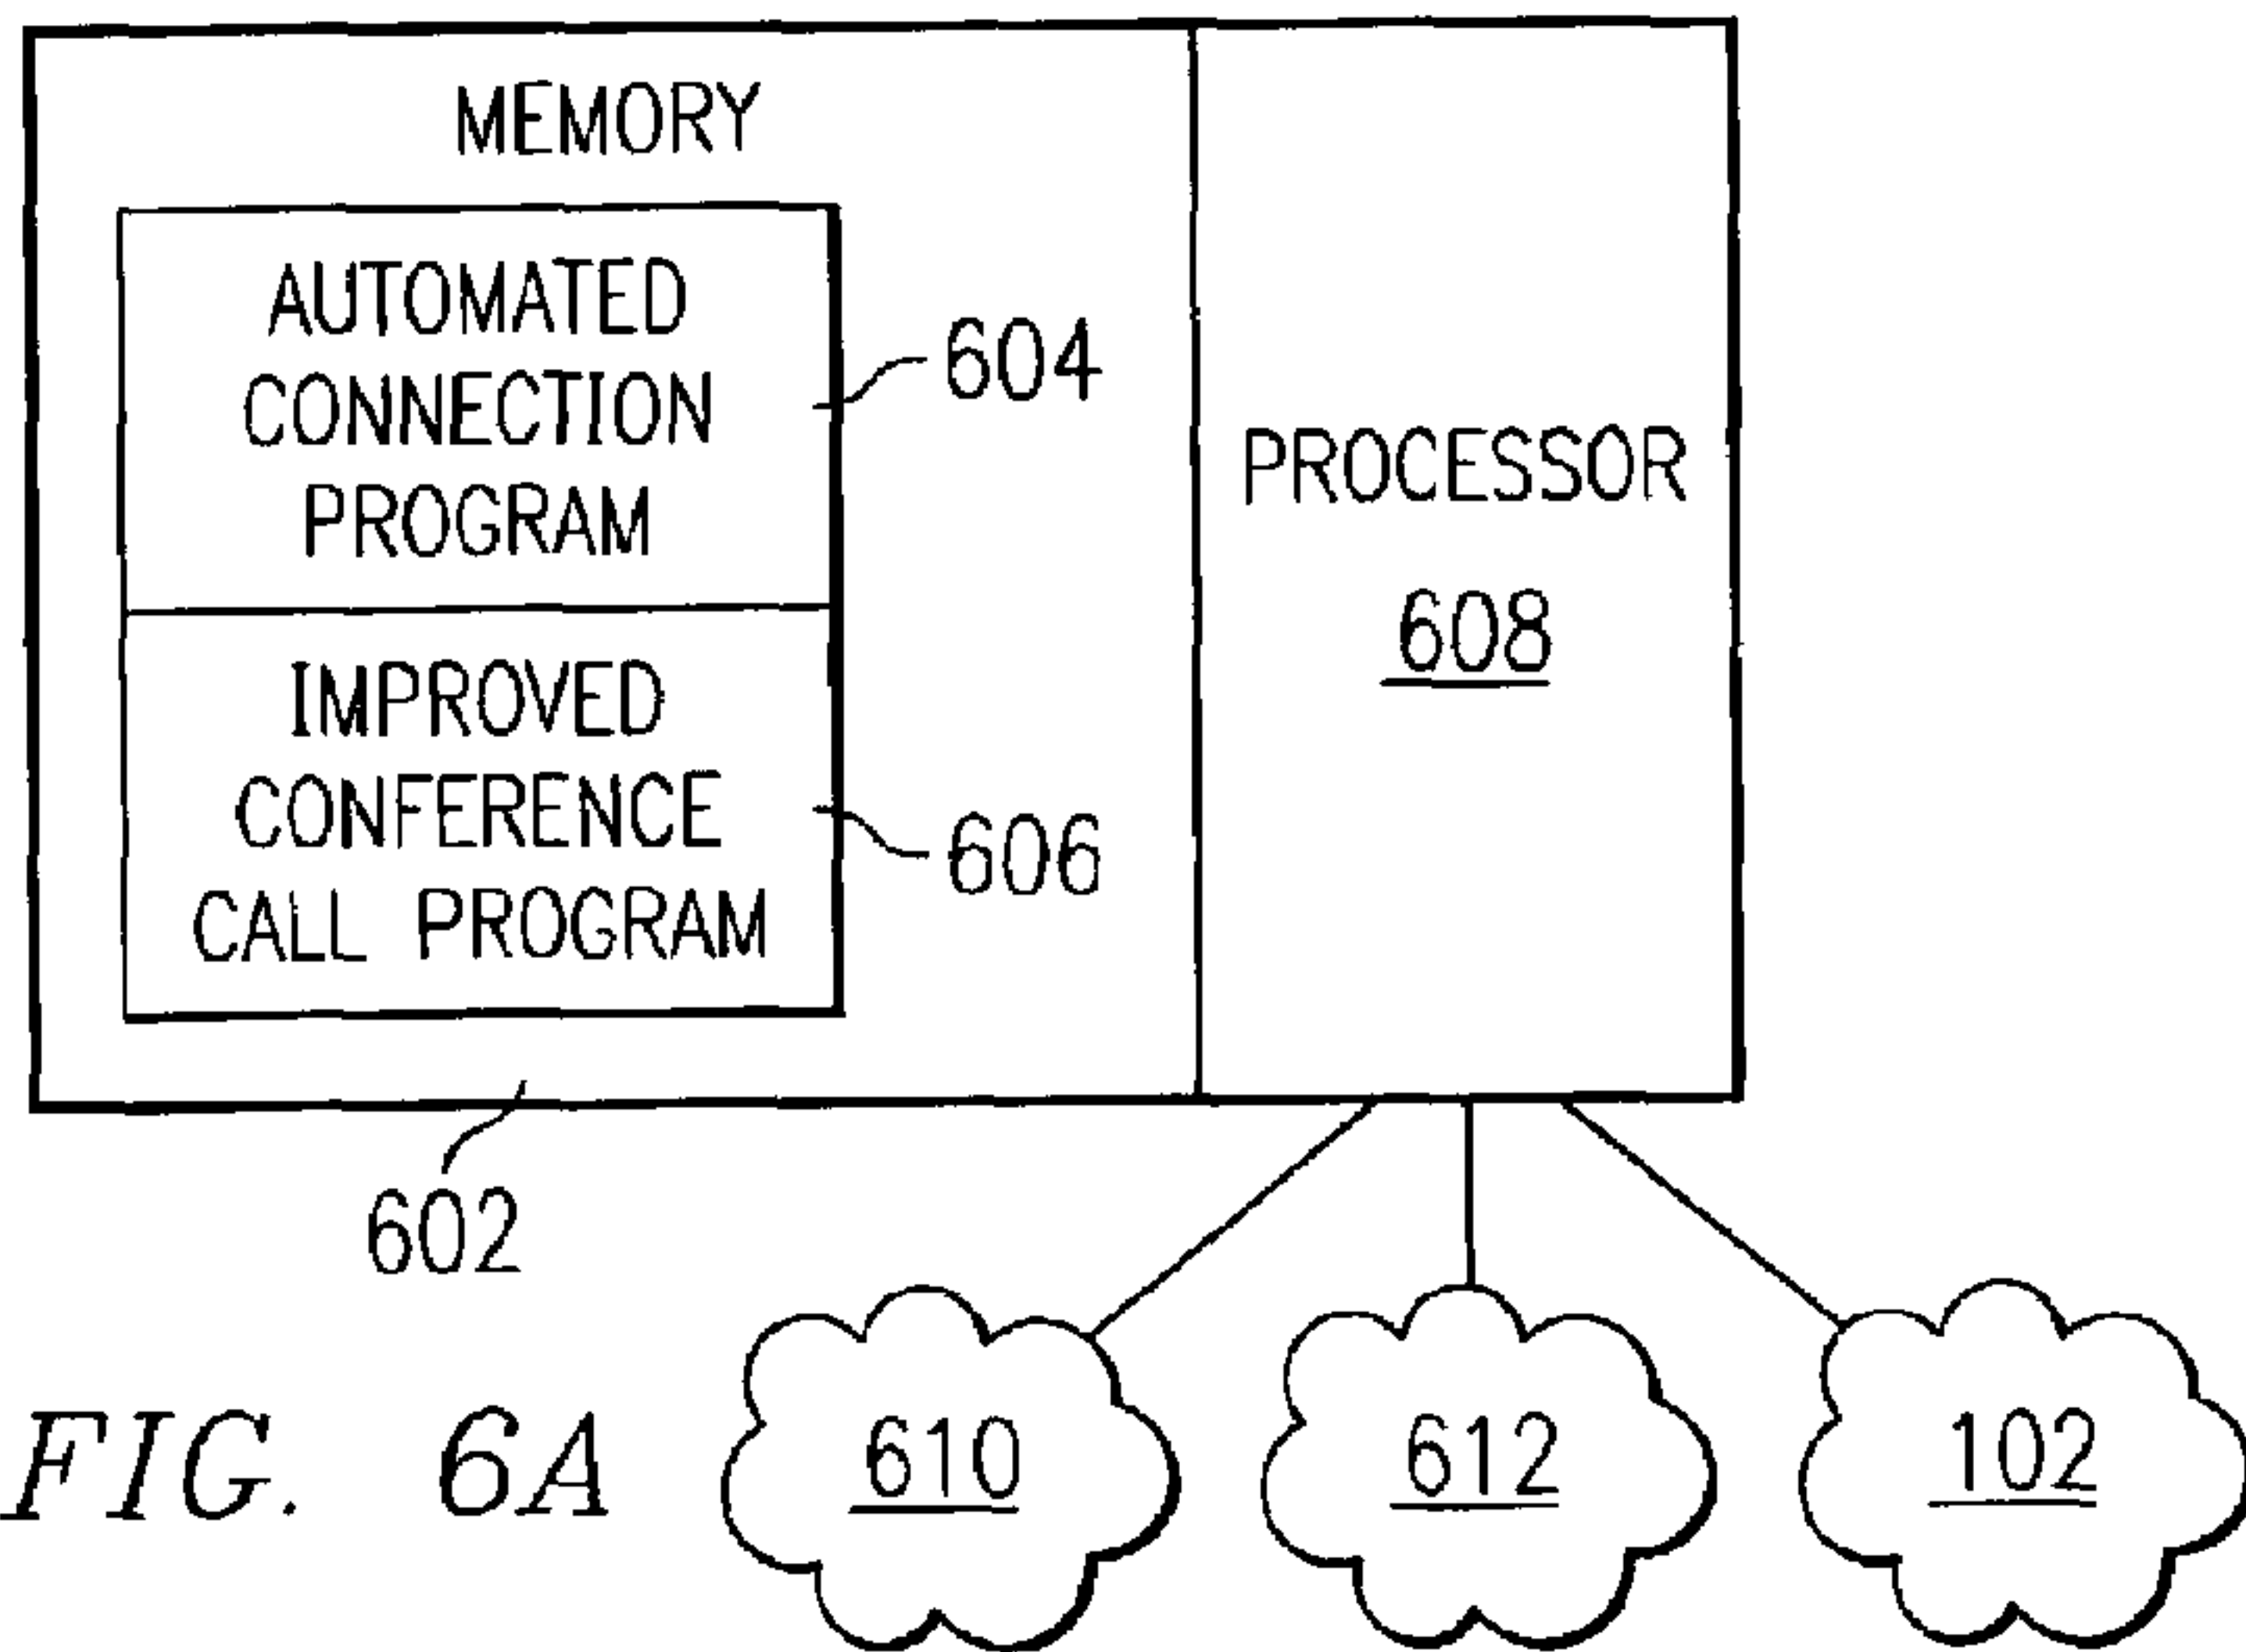 MEMORY
AUTOMATED
CONNECTION
PROGRAM
604
IMPROVED
CONFERENCE
CALL PROGRAM
606
PROCESSOR
608
602
610
612
102
FIG. 6A